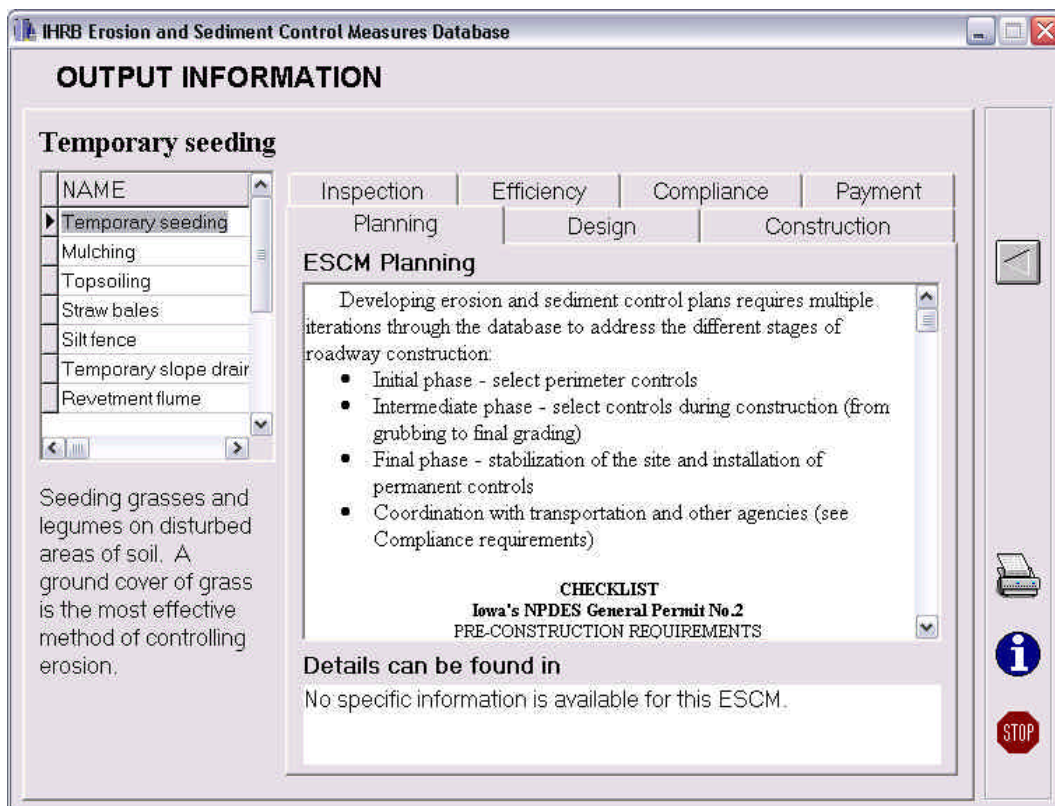 IHRB Erosion and Sediment Control Measures Database
OUTPUT INFORMATION
Temporary seeding
NAME
Temporary seeding
Mulching
Topsoiling
Straw bales
Silt fence
Temporary slope drair
Revetment flume
Seeding grasses and
legumes on disturbed
areas of soil. A
ground cover of grass
is the most effective
method of controlling
erosion.
Inspection
Efficiency
Compliance
Payment
Planning
Design
Construction
ESCM Planning
Developing erosion and sediment control plans requires multiple
iterations through the database to address the different stages of
roadway construction:
• Initial phase - select perimeter controls
• Intermediate phase - select controls during construction (from
grubbing to final grading)
• Final phase - stabilization of the site and installation of
permanent controls
• Coordination with transportation and other agencies (see
Compliance requirements)
CHECKLIST
Iowa's NPDES General Permit No.2
PRE-CONSTRUCTION REQUIREMENTS
Details can be found in
No specific information is available for this ESCM.
i
STOP